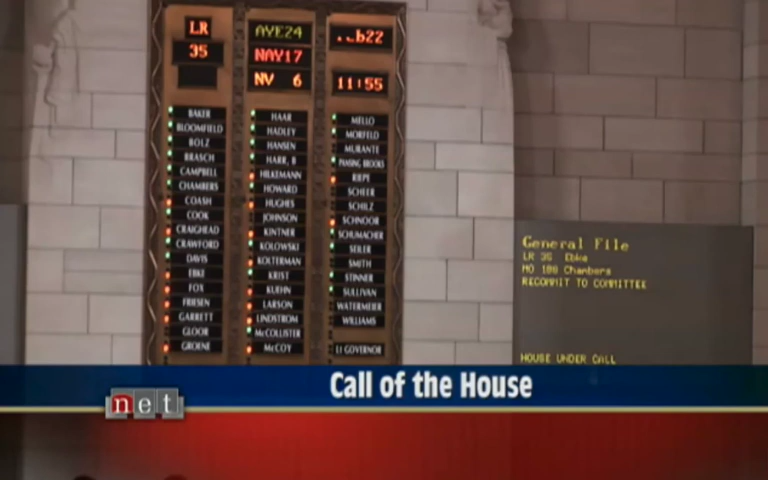 LR
35
AYE24
NAY17
NV 6
11:55
BAKER
BLOOMFIELD
BOLZ
BRASCH
CAMPBELL
CHAMBERS
COASH
COOK
CRAIGHEAD
CRAWFORD
DAVIS
EBKE
FOX
FRIESEN
GARRETT
GLOOR
GROENE
HAAR
HADLEY
HANSEN
HARR, B
HILKEMANN
HOWARD
HUGHES
JOHNSON
KINTNER
KOLOWSKI
KOLTERMAN
KRIST
KUEHN
LARSON
LINDSTROM
McCOLLISTER
McCOY
MELLO
MORFELD
MURANTE
PANSING BROOKS
RIEPE
SCHEER
SCHILZ
SCHNOOR
SCHUMACHER
SEILER
SMITH
STINNER
SULLIVAN
WATERMEIER
WILLIAMS
LT GOVERNOR
General File
LR 35 Ebke
MO 188 Chambers
RECOMMIT TO COMMITTEE
HOUSE UNDER CALL
Call of the House
net